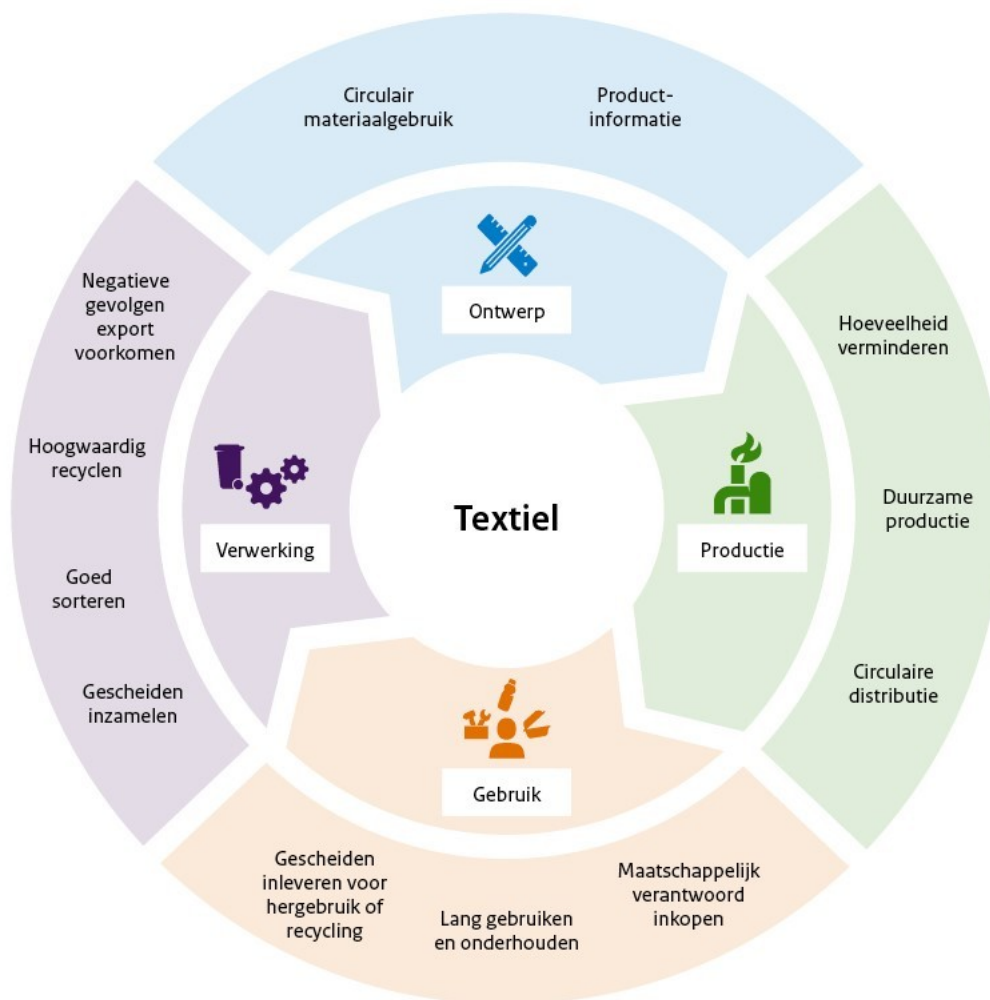 Circulair
materiaalgebruik
Product-
informatie
Ontwerp
Hoeveelheid
verminderen
Duurzame
productie
Circulaire
distributie
Productie
Maatschappelijk
verantwoord
inkopen
Lang gebruiken
en onderhouden
Gescheiden
inleveren voor
hergebruik of
recycling
Gebruik
Gescheiden
inzamelen
Goed
sorteren
Hoogwaardig
recyclen
Negatieve
gevolgen
export
voorkomen
Verwerking
Textiel